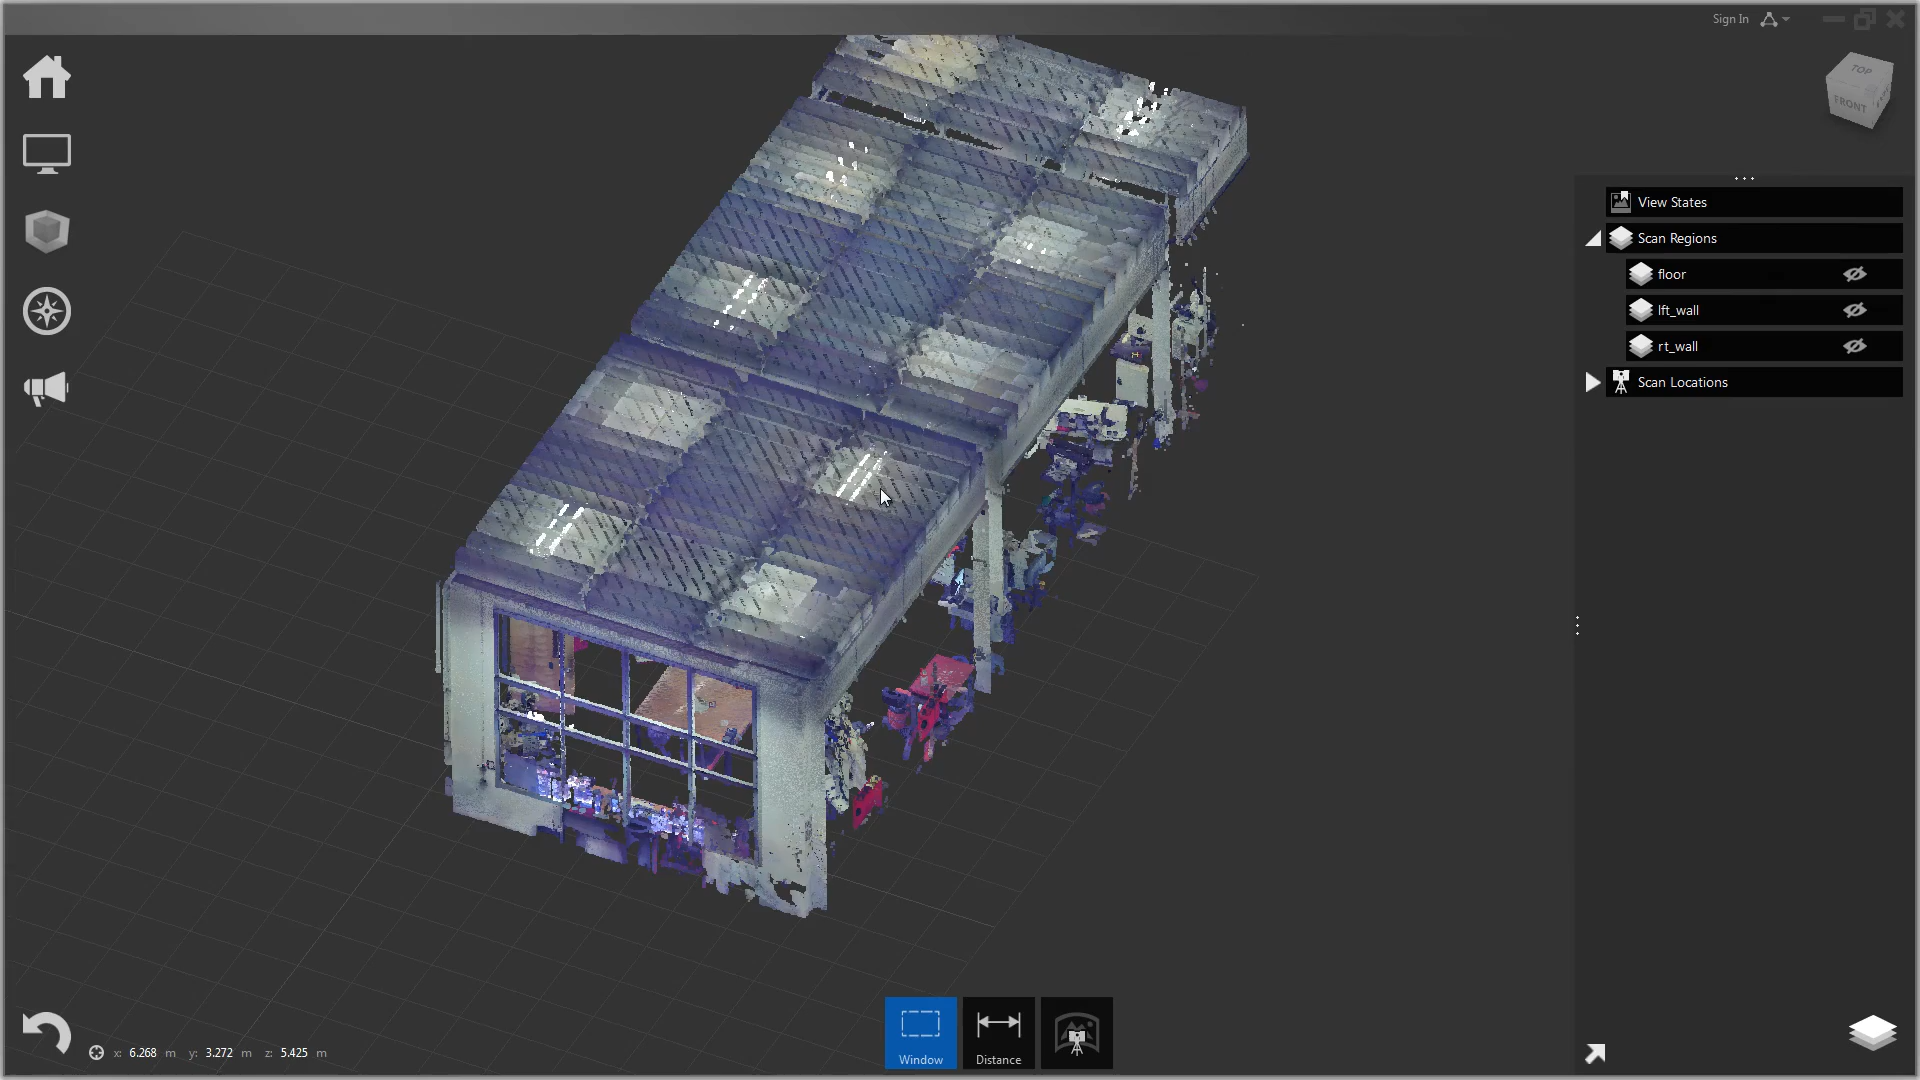 Sign In
TOP
FRONT
View States
Scan Regions
floor
lft_wall
rt_wall
Scan Locations
x: 6.268 m y: 3.272 m z: 5.425 m
Window
Distance